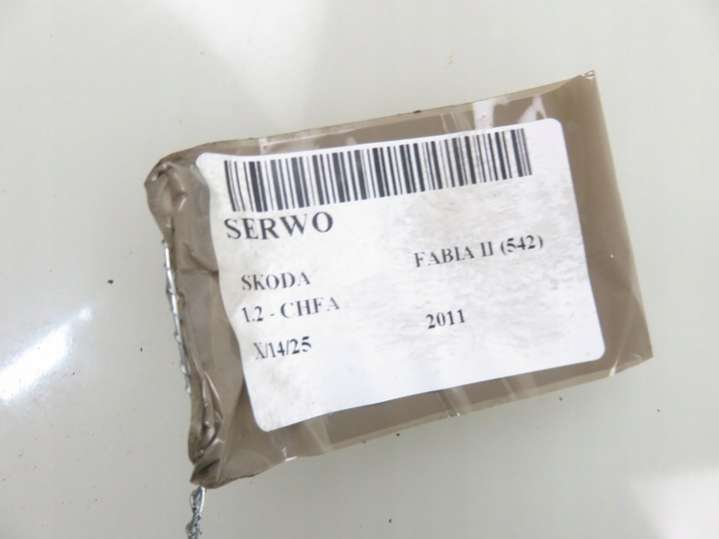 SERWO
SKODA FABIA II (542)
1.2 - CHFA
2011
X/14/25